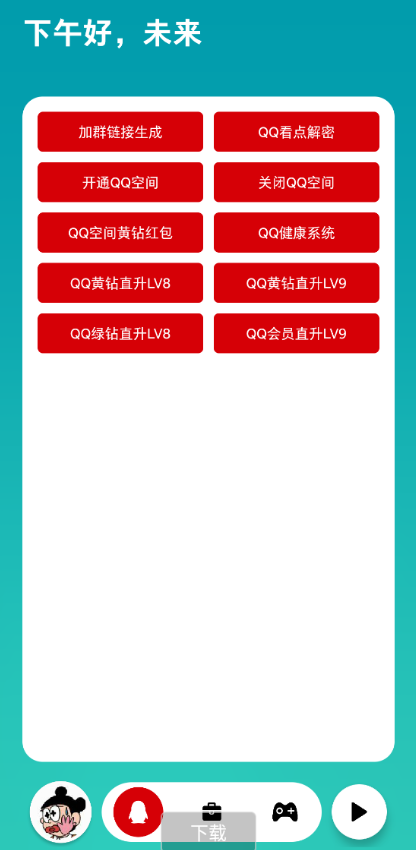 下午好，未来
加群链接生成
QQ看点解密
开通QQ空间
关闭QQ空间
QQ空间黄钻红包
QQ健康系统
QQ黄钻直升LV8
QQ黄钻直升LV9
QQ绿钻直升LV8
QQ会员直升LV9
下载